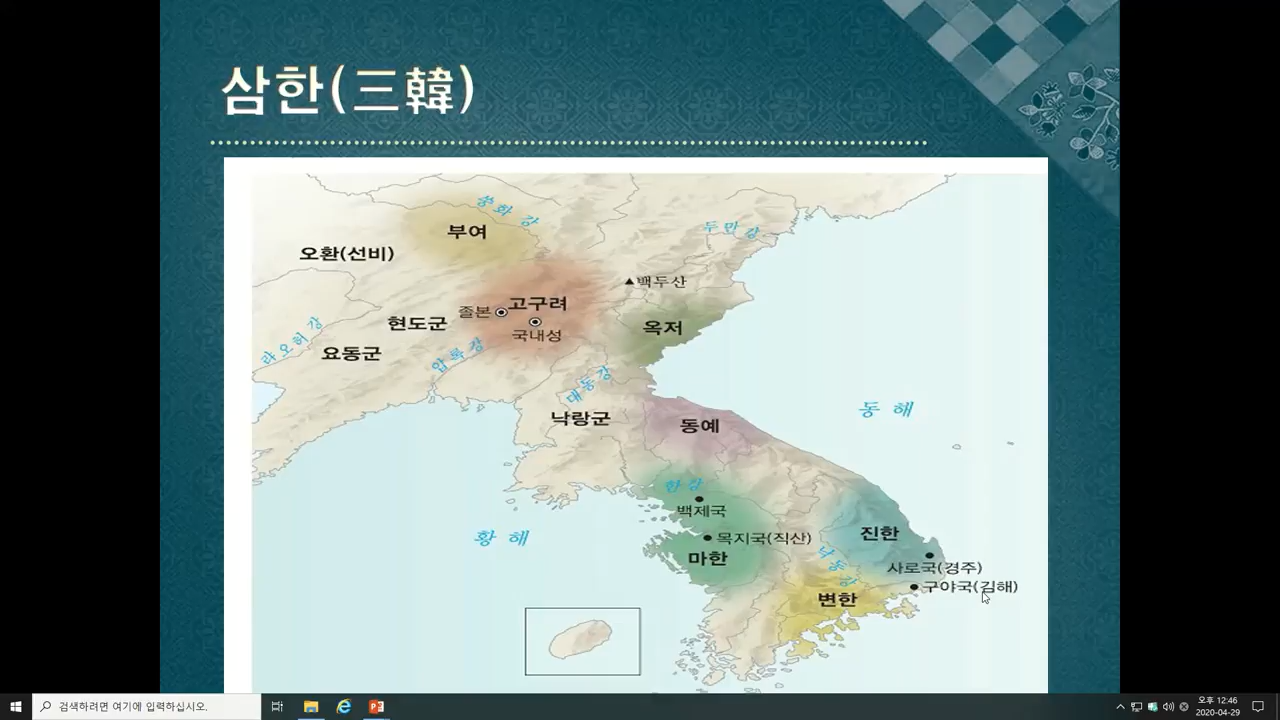 삼한(三韓)
쑹화강
부여
두만강
오환(선비)
백두산
고구려
졸본
현도군
국내성
옥저
랴오허강
요동군
압록강
대동강
낙랑군
동예
동해
한강
백제국
황해
목지국(직산)
진한
마한
낙동강
사로국(경주)
구야국(김해)
변한
검색하려면 여기에 입력하십시오.
오후 12:46
2020-04-29